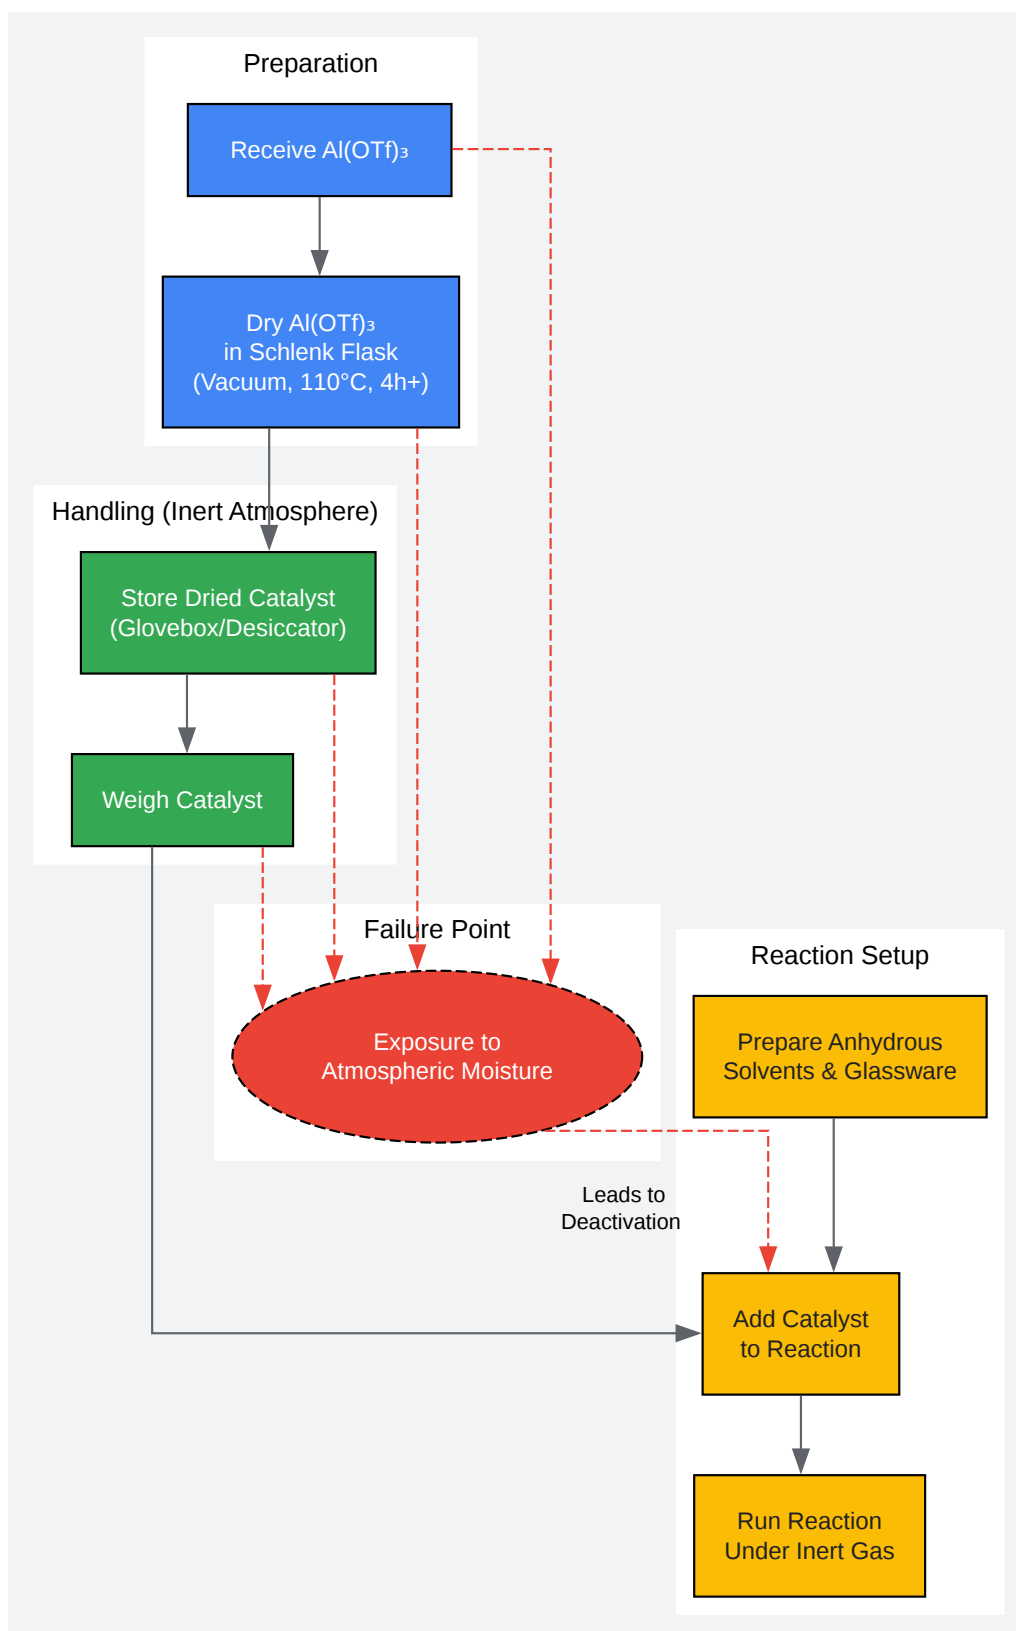 Preparation
Receive Al(OTf)₃
Dry Al(OTf)₃
in Schlenk Flask
(Vacuum, 110°C, 4h+)
Handling (Inert Atmosphere)
Store Dried Catalyst
(Glovebox/Desiccator)
Weigh Catalyst
Failure Point
Exposure to
Atmospheric Moisture
Reaction Setup
Prepare Anhydrous
Solvents & Glassware
Leads to
Deactivation
Add Catalyst
to Reaction
Run Reaction
Under Inert Gas